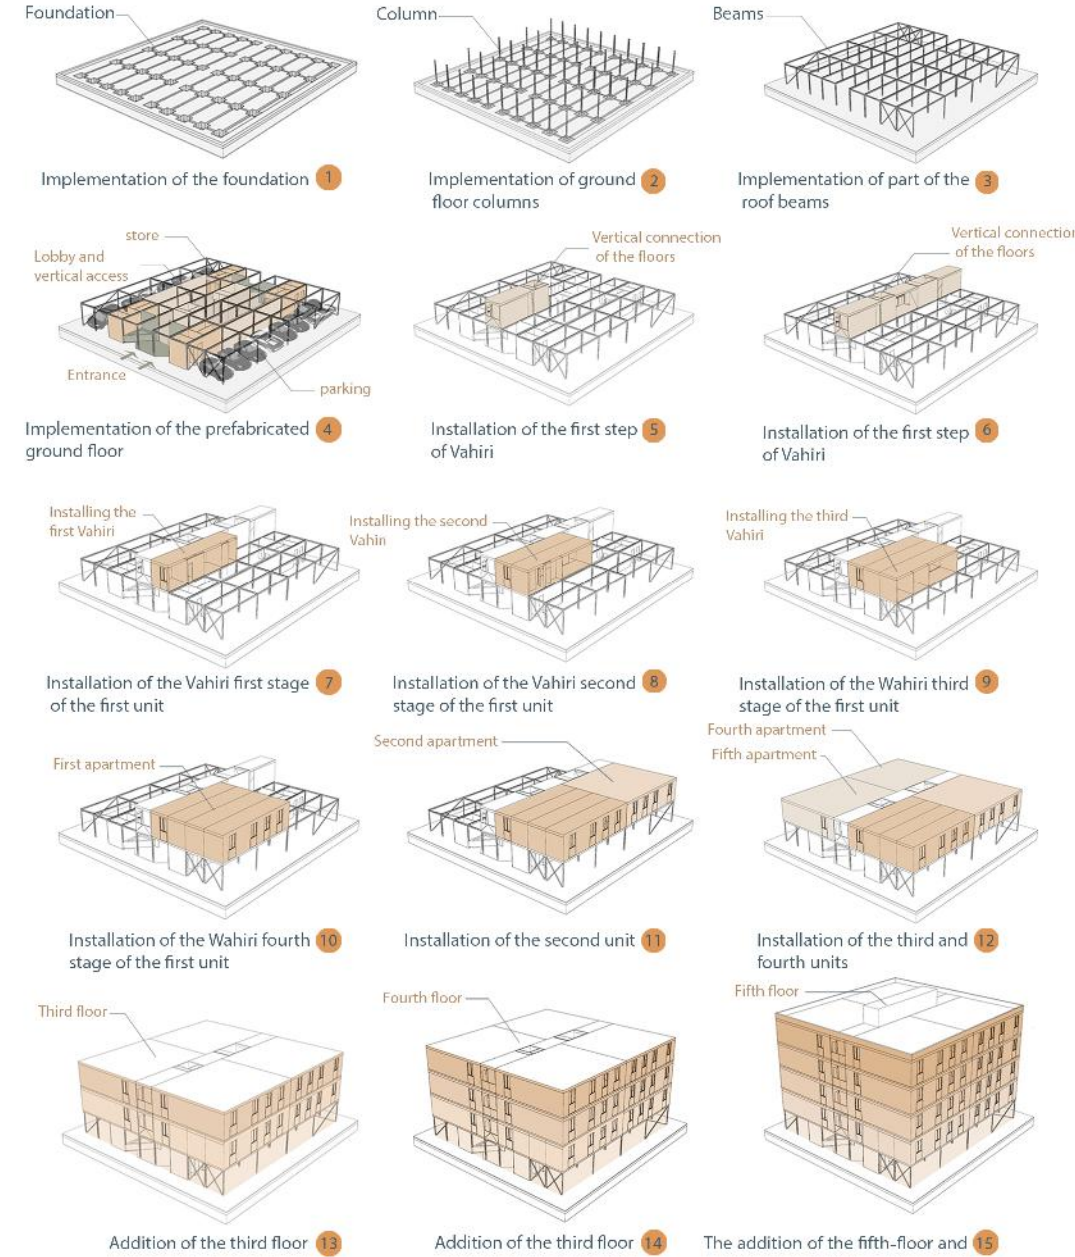 Foundation
Column
Beams
Implementation of the foundation 1
Implementation of ground 2
floor columns
Implementation of part of the 3
roof beams
store
Lobby and
vertical access
Entrance
parking
Implementation of the prefabricated 4
ground floor
Vertical connection
of the floors
Installation of the first step 5
of Vahiri
Vertical connection
of the floors
Installation of the first step 6
of Vahiri
Installing the
first Vahiri
Installation of the Vahiri first stage 7
of the first unit
Installing the second
Vahiri
Installation of the Vahiri second 8
stage of the first unit
Installing the third
Vahiri
Installation of the Wahiri third 9
stage of the first unit
First apartment
Installation of the Wahiri fourth 10
stage of the first unit
Second apartment
Installation of the second unit 11
Fourth apartment
Fifth apartment
Installation of the third and 12
fourth units
Third floor
Addition of the third floor 13
Fourth floor
Addition of the third floor 14
Fifth floor
The addition of the fifth-floor and 15